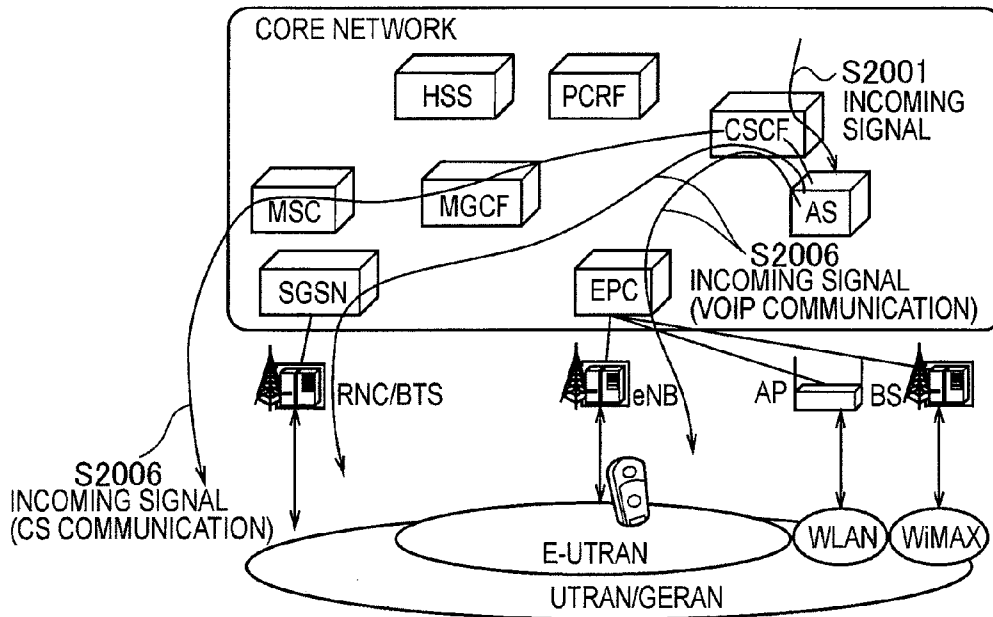 CORE NETWORK
HSS
PCRF
S2001
INCOMING
SIGNAL
CSCF
MSC
MGCF
AS
S2006
INCOMING SIGNAL
(VOIP COMMUNICATION)
SGSN
EPC
RNC/BTS
eNB
AP
BS
S2006
INCOMING SIGNAL
(CS COMMUNICATION)
E-UTRAN
WLAN
WiMAX
UTRAN/GERAN